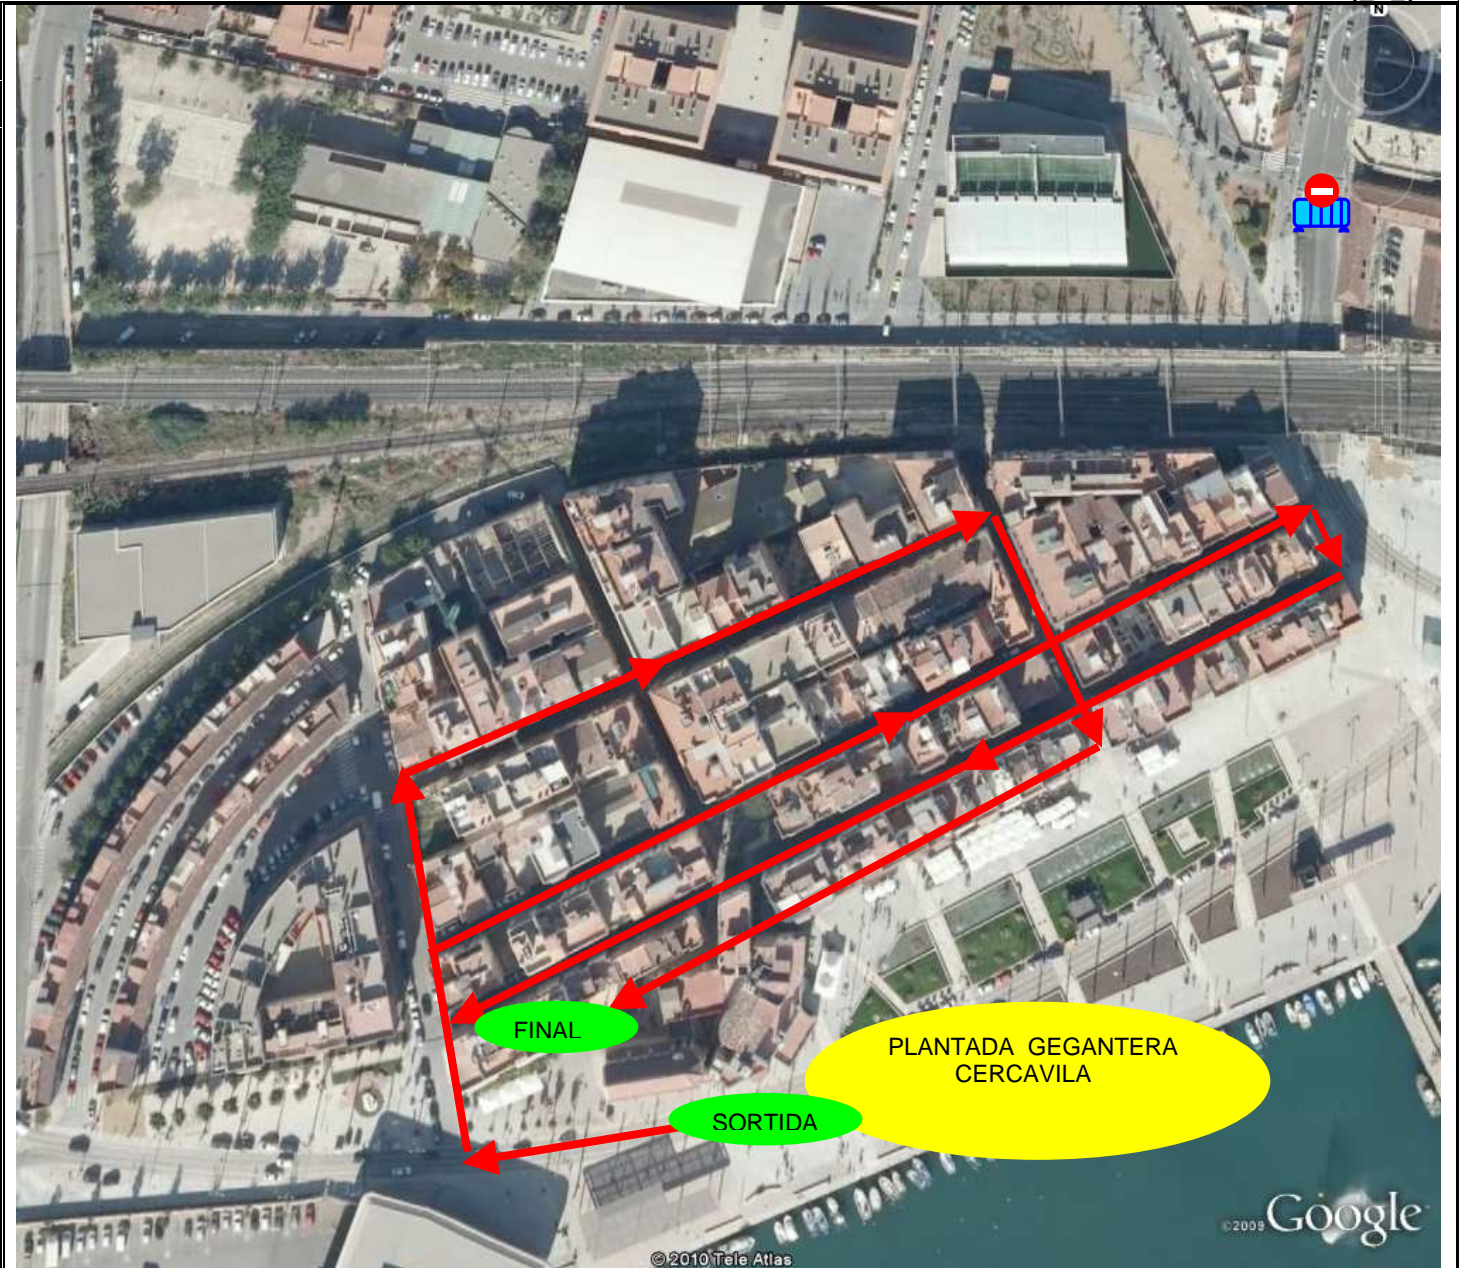 N
FINAL
PLANTADA GEGANTERA
CERCAVILA
SORTIDA
©2009 Google
© 2010 Tele Atlas